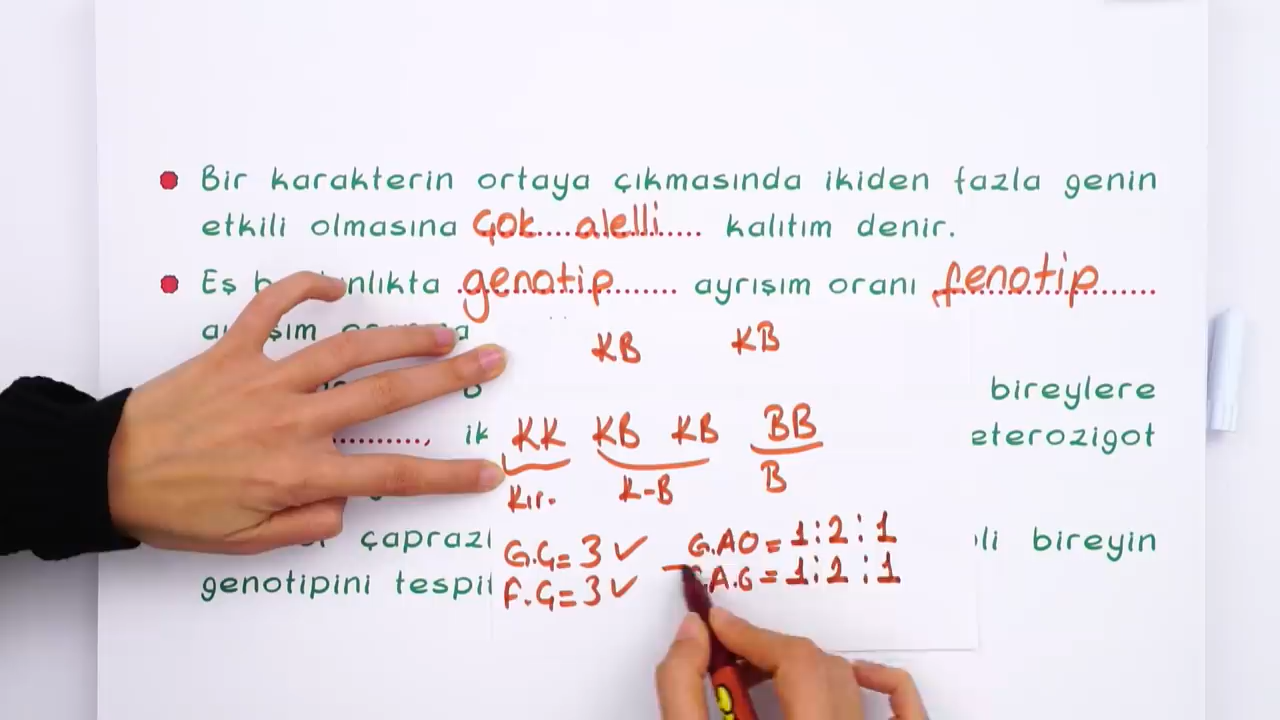 Bir karakterin ortaya çıkmasında ikiden fazla genin
etkili olmasına çok....alelli..... kalıtım denir.
Eş genotip ayrışım oranı fenotip
KB KB
bireylere
............, ik
KK KB KB BB
eterozigot
Kır. K-B B
çaprazl
G.Ç=3 ✓ G.AO=1:2:1
li bireyin
genotipini tespit
F.Ç=3 ✓ .A.G=1:2:1